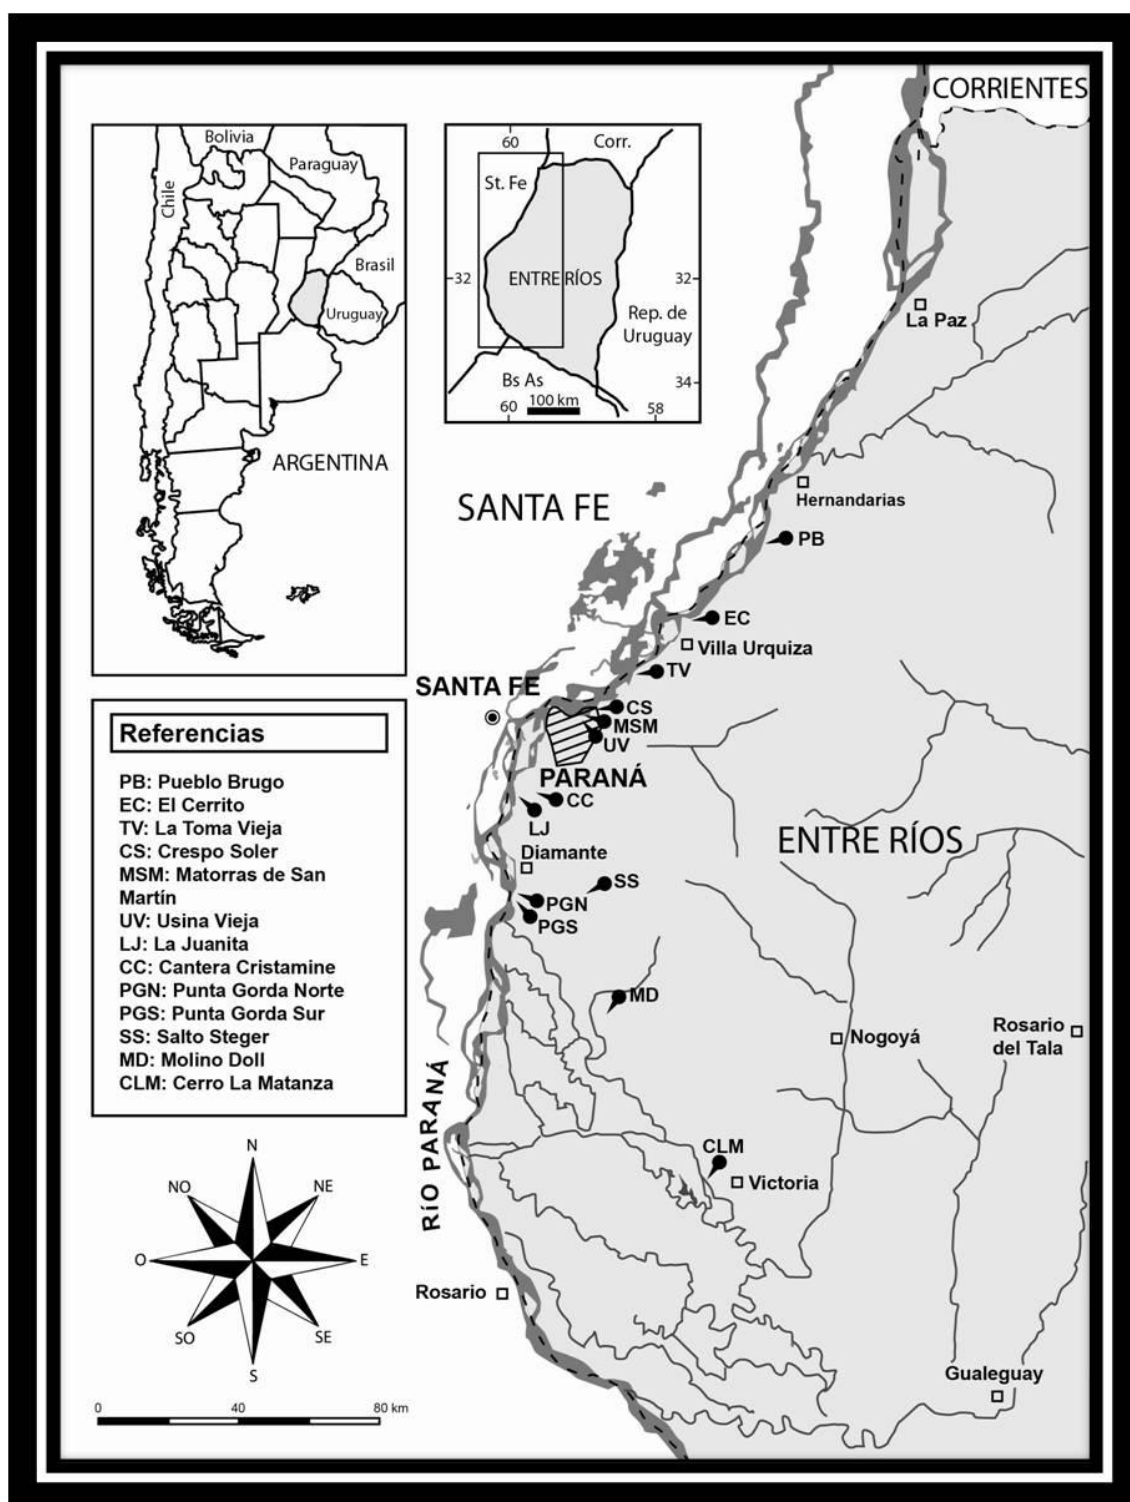 CORRIENTES
Bolivia
Paraguay
Chile
Brasil
Uruguay
ARGENTINA
60
Corr.
St. Fe
32
ENTRE RÍOS
32
Rep. de
Uruguay
Bs As
34
60
100 km
58
La Paz
SANTA FE
Hernandarias
PB
EC
Villa Urquiza
TV
SANTA FE
CS
MSM
UV
PARANÁ
CC
LJ
Diamante
ENTRE RÍOS
SS
PGN
PGS
MD
Nogoyá
Rosario
del Tala
RíO PARANÁ
CLM
Victoria
Rosario
Gualeguay
Referencias
PB: Pueblo Brugo
EC: El Cerrito
TV: La Toma Vieja
CS: Crespo Soler
MSM: Matorras de San
Martín
UV: Usina Vieja
LJ: La Juanita
CC: Cantera Cristamine
PGN: Punta Gorda Norte
PGS: Punta Gorda Sur
SS: Salto Steger
MD: Molino Doll
CLM: Cerro La Matanza
N
NO
NE
O
E
SO
SE
S
0
40
80 km